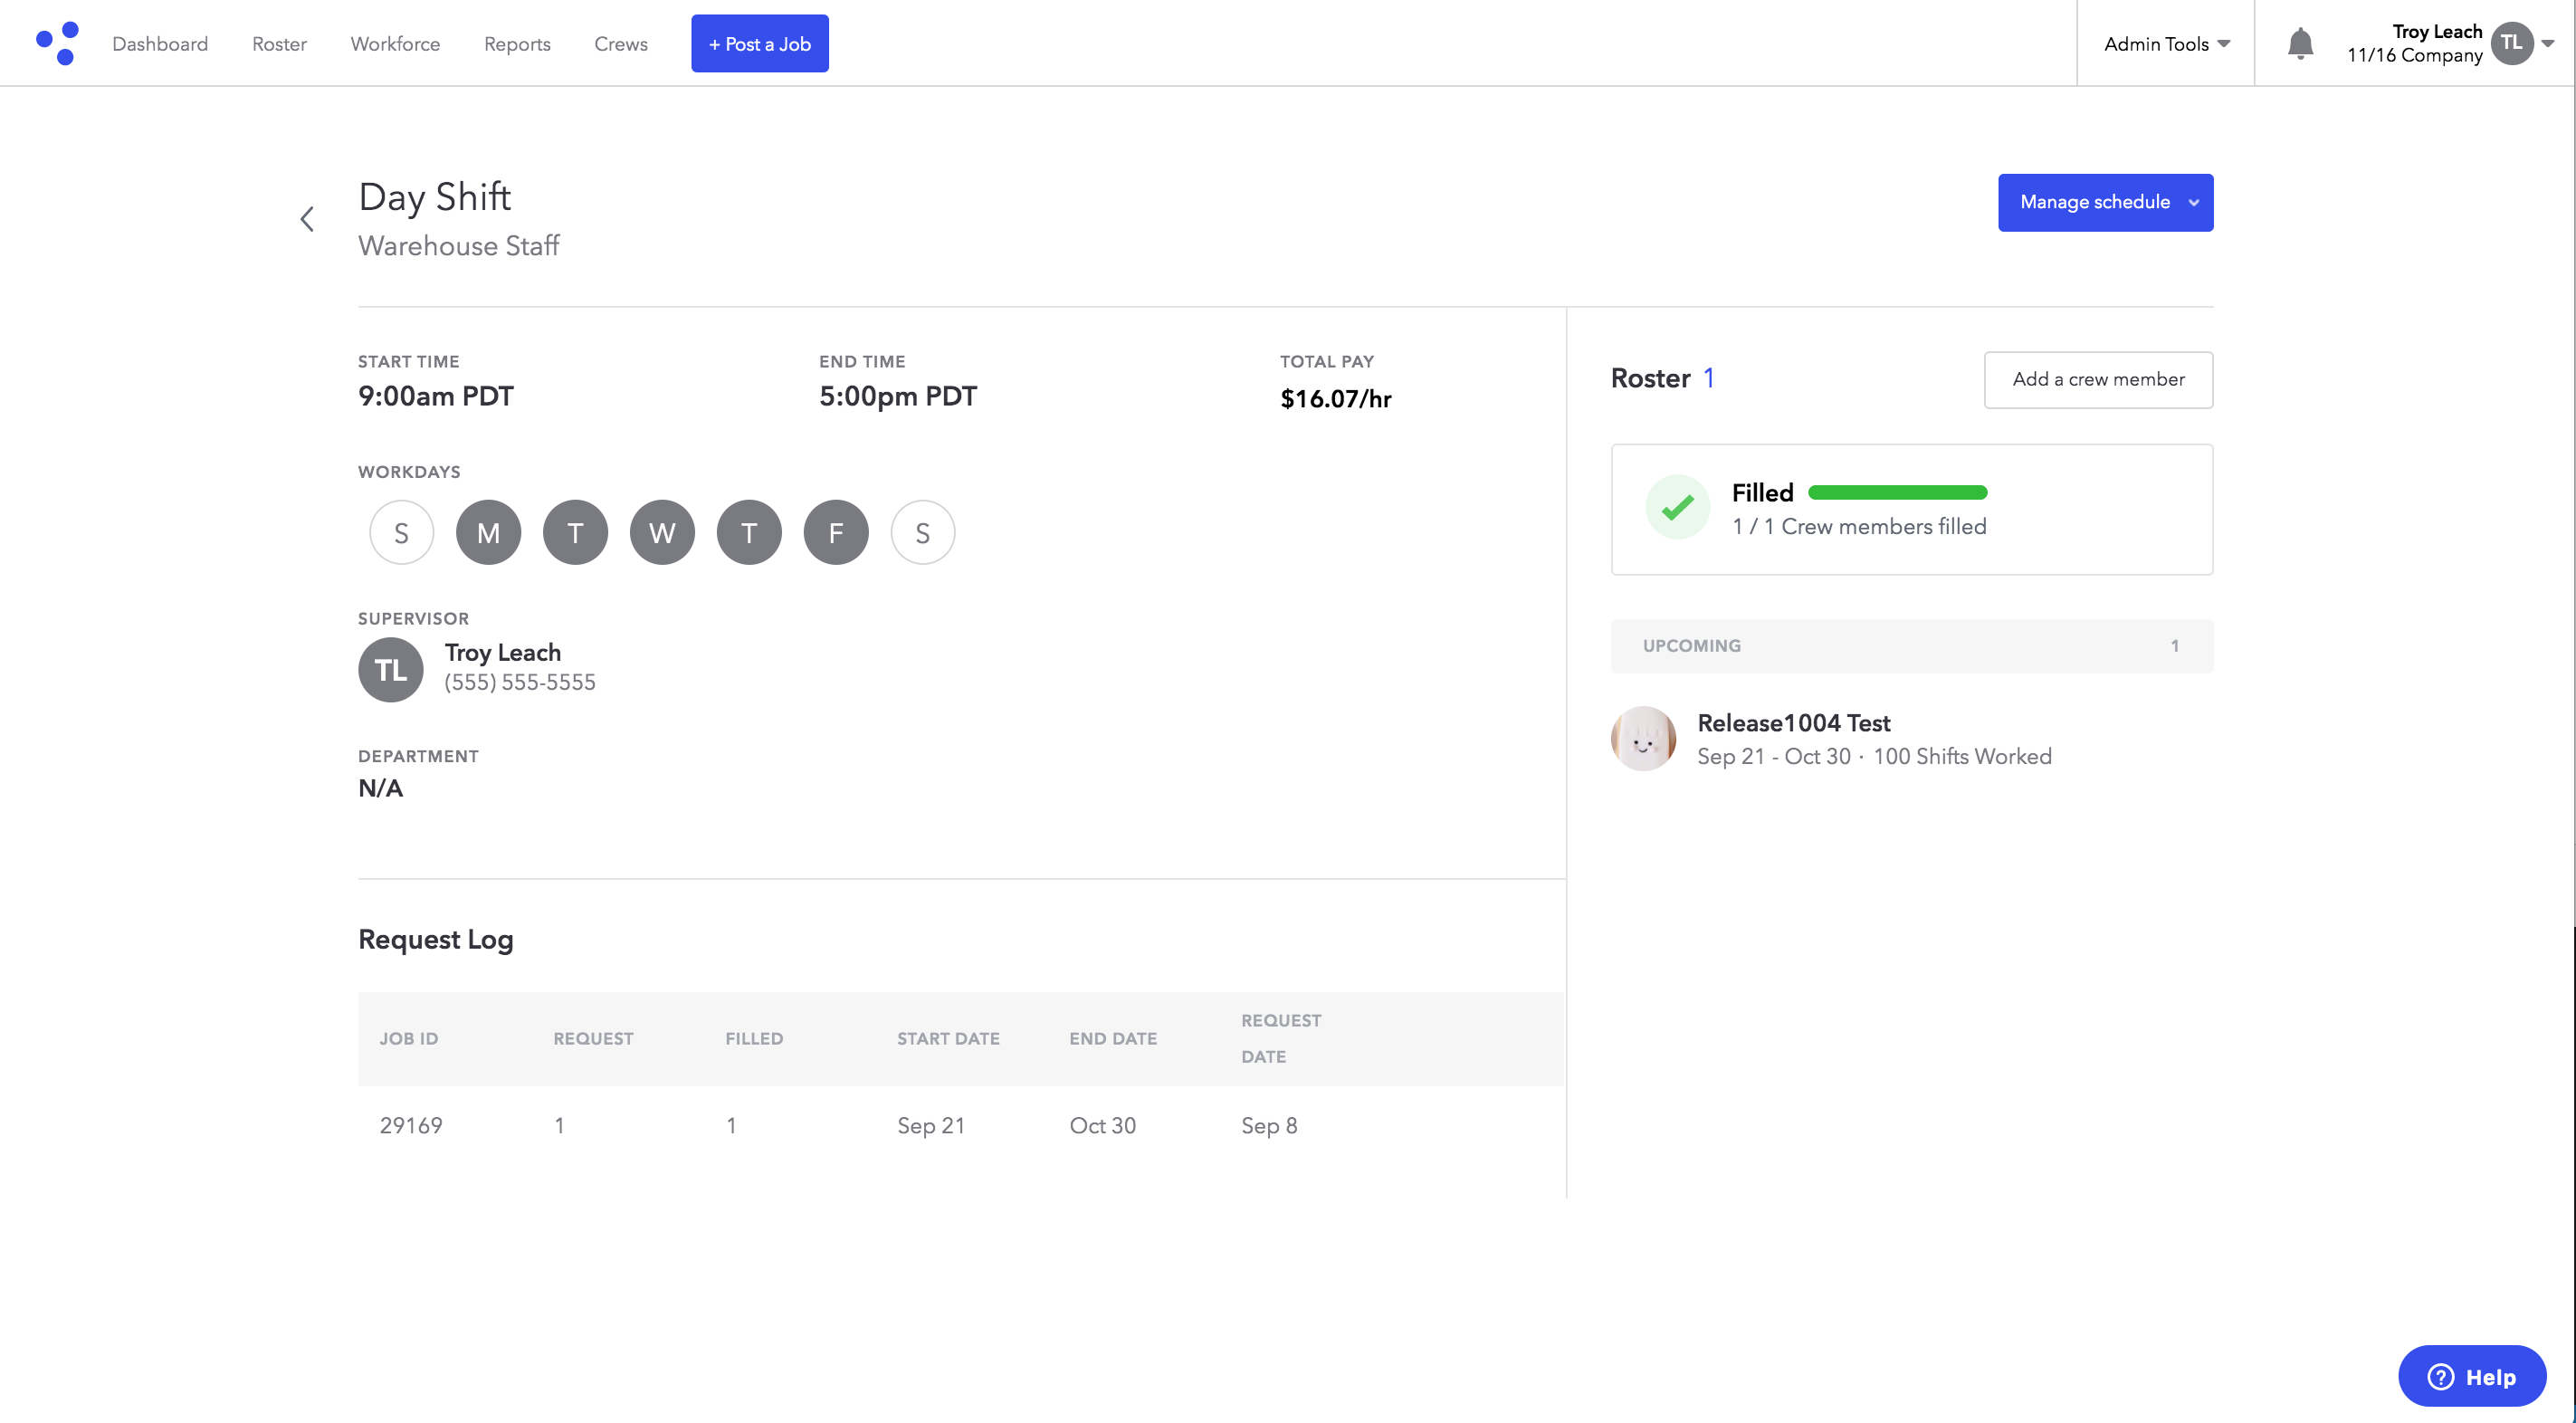 Dashboard
Roster
Workforce
Reports
Crews
+ Post a Job
Admin Tools
Troy Leach
11/16 Company
TL
Day Shift
Warehouse Staff
Manage schedule
START TIME
9:00am PDT
END TIME
5:00pm PDT
TOTAL PAY
$16.07/hr
WORKDAYS
S M T W T F S
SUPERVISOR
TL
Troy Leach
(555) 555-5555
DEPARTMENT
N/A
Roster 1
Add a crew member
Filled
1 / 1 Crew members filled
UPCOMING 1
Release1004 Test
Sep 21 - Oct 30 · 100 Shifts Worked
Request Log
JOB ID REQUEST FILLED START DATE END DATE REQUEST DATE
29169 1 1 Sep 21 Oct 30 Sep 8
? Help